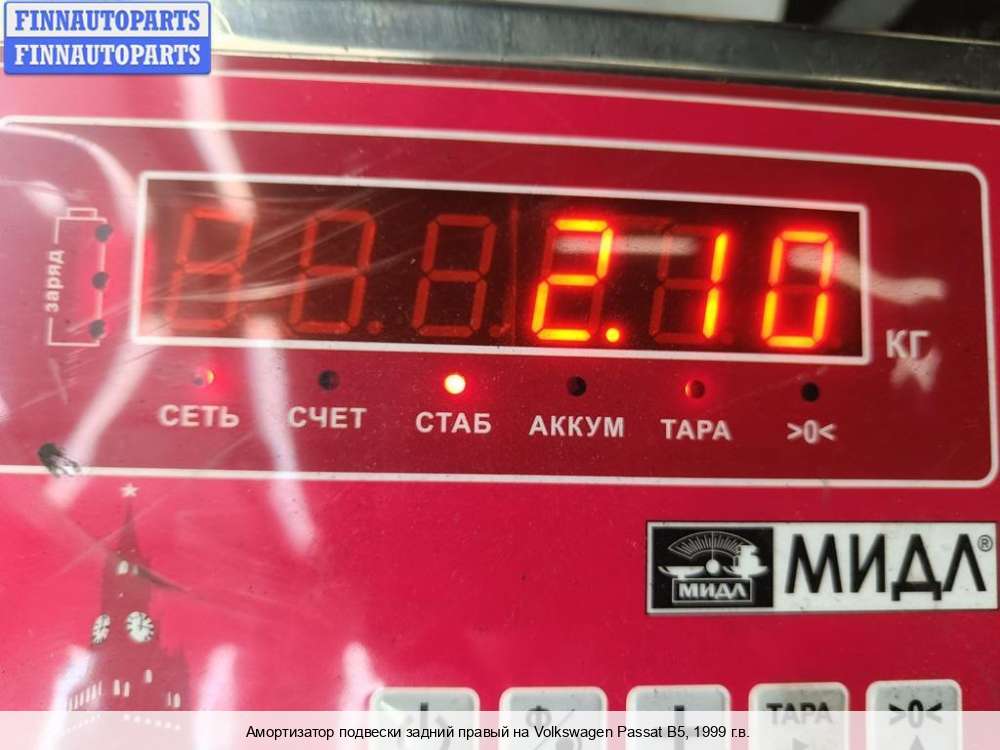 FINNAUTOPARTS
FINNAUTOPARTS
заряд
2.10
КГ
СЕТЬ СЧЕТ СТАБ АККУМ ТАРА >0<
МИДЛ МИДЛ®
ТАРА >0<
Амортизатор подвески задний правый на Volkswagen Passat B5, 1999 г.в.